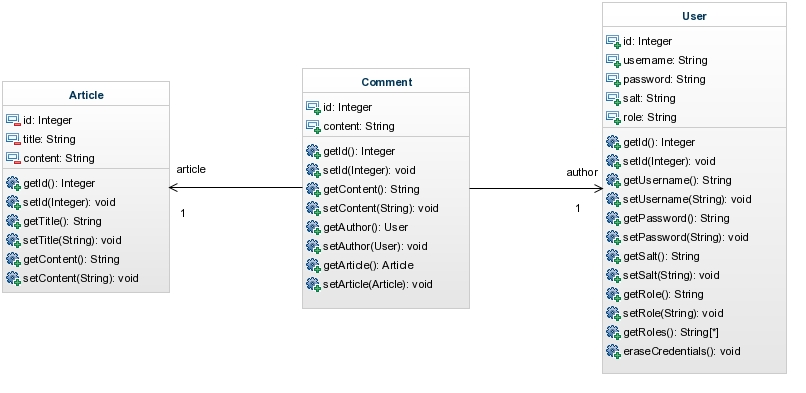 Article
id: Integer
title: String
content: String
getId(): Integer
setId(Integer): void
getTitle(): String
setTitle(String): void
getContent(): String
setContent(String): void
article
1
Comment
id: Integer
content: String
getId(): Integer
setId(Integer): void
getContent(): String
setContent(String): void
getAuthor(): User
setAuthor(User): void
getArticle(): Article
setArticle(Article): void
author
1
User
id: Integer
username: String
password: String
salt: String
role: String
getId(): Integer
setId(Integer): void
getUsername(): String
setUsername(String): void
getPassword(): String
setPassword(String): void
getSalt(): String
setSalt(String): void
getRole(): String
setRole(String): void
getRoles(): String[*]
eraseCredentials(): void